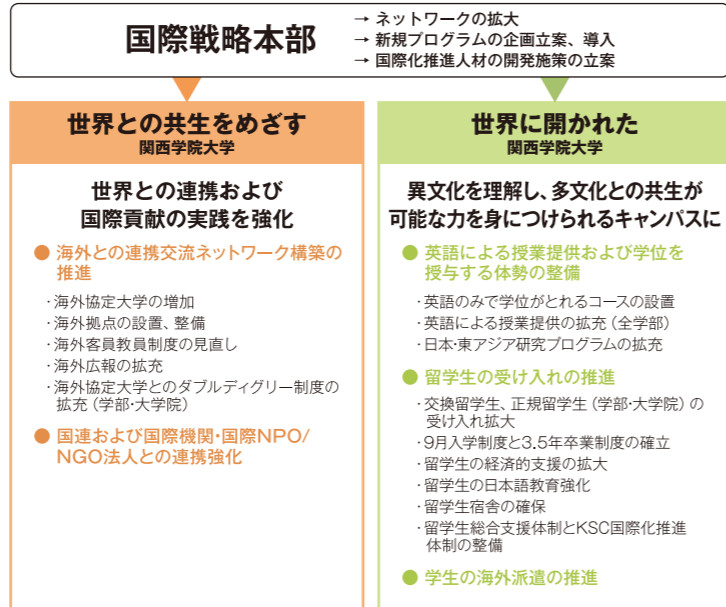 国際戦略本部
→ ネットワークの拡大
→ 新規プログラムの企画立案、導入
→ 国際化推進人材の開発施策の立案
世界との共生をめざす
関西学院大学
世界との連携および
国際貢献の実践を強化
● 海外との連携交流ネットワーク構築の
推進
・海外協定大学の増加
・海外拠点の設置、整備
・海外客員教員制度の見直し
・海外広報の拡充
・海外協定大学とのダブルディグリー制度の
拡充（学部・大学院）
● 国連および国際機関・国際NPO/
NGO法人との連携強化
世界に開かれた
関西学院大学
異文化を理解し、多文化との共生が
可能な力を身につけられるキャンパスに
● 英語による授業提供および学位を
授与する体勢の整備
・英語のみで学位がとれるコースの設置
・英語による授業提供の拡充（全学部）
・日本・東アジア研究プログラムの拡充
● 留学生の受け入れの推進
・交換留学生、正規留学生（学部・大学院）の
受け入れ拡大
・9月入学制度と3.5年卒業制度の確立
・留学生の経済的支援の拡大
・留学生の日本語教育強化
・留学生宿舎の確保
・留学生総合支援体制とKSC国際化推進
体制の整備
● 学生の海外派遣の推進